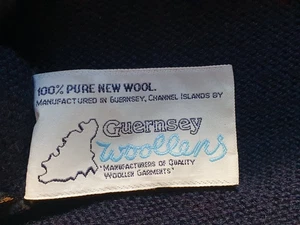 100% PURE NEW WOOL.
MANUFACTURED IN GUERNSEY, CHANNEL ISLANDS BY
Guernsey
Woollens
"MANUFACTURERS OF QUALITY
WOOLLEN GARMENTS"